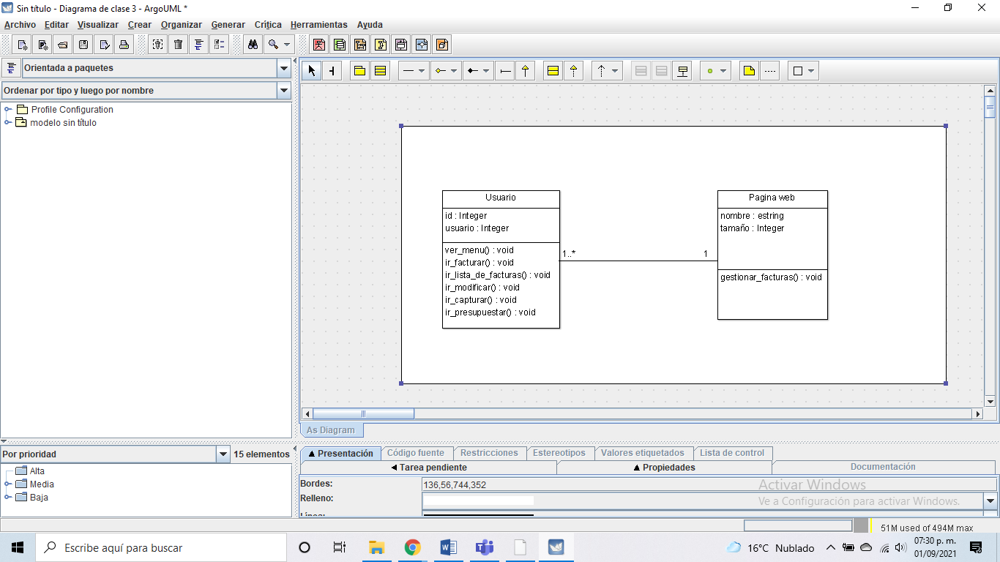 Sin título - Diagrama de clase 3 - ArgoUML *
Archivo Editar Visualizar Crear Organizar Generar Crítica Herramientas Ayuda
Orientada a paquetes
Ordenar por tipo y luego por nombre
Profile Configuration
modelo sin título
Usuario
id : Integer
usuario : Integer
ver_menu() : void
ir_facturar() : void
ir_lista_de_facturas() : void
ir_modificar() : void
ir_capturar() : void
ir_presupuestar() : void
1..* 1
Pagina web
nombre : estring
tamaño : Integer
gestionar_facturas() : void
As Diagram
Por prioridad 15 elementos
Alta
Media
Baja
Presentación Código fuente Restricciones Estereotipos Valores etiquetados Lista de control
Tarea pendiente Propiedades Documentación
Bordes: 136,56,744,352
Relleno:
Línea:
Activar Windows
Ve a Configuración para activar Windows.
51M used of 494M max
Escribe aquí para buscar
16°C Nublado
07:30 p. m.
01/09/2021